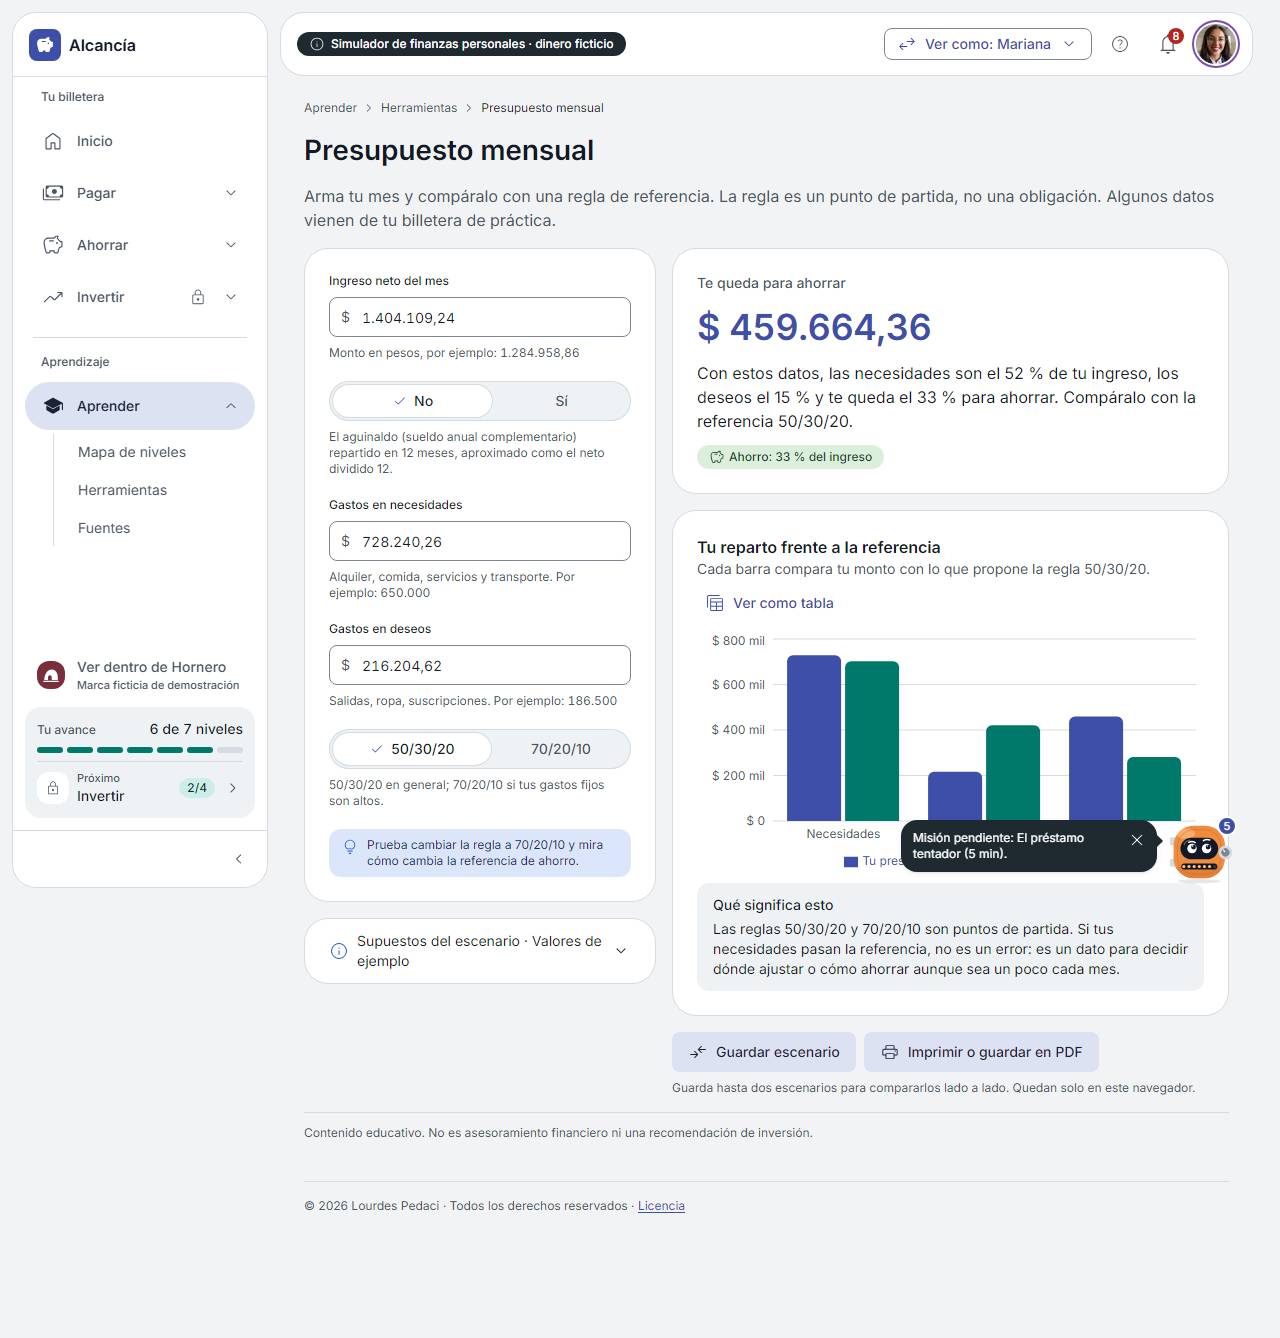 Alcancía
Simulador de finanzas personales · dinero ficticio
Ver como: Mariana
8
Tu billetera
Inicio
Pagar
Ahorrar
Invertir
Aprendizaje
Aprender
Mapa de niveles
Herramientas
Fuentes
Ver dentro de Hornero
Marca ficticia de demostración
Tu avance
6 de 7 niveles
Próximo
Invertir
2/4
Aprender
Herramientas
Presupuesto mensual
Presupuesto mensual
Arma tu mes y compáralo con una regla de referencia. La regla es un punto de partida, no una obligación. Algunos datos
vienen de tu billetera de práctica.
Ingreso neto del mes
$ 1.404.109,24
Monto en pesos, por ejemplo: 1.284.958,86
No
Sí
El aguinaldo (sueldo anual complementario)
repartido en 12 meses, aproximado como el neto
dividido 12.
Gastos en necesidades
$ 728.240,26
Alquiler, comida, servicios y transporte. Por
ejemplo: 650.000
Gastos en deseos
$ 216.204,62
Salidas, ropa, suscripciones. Por ejemplo: 186.500
50/30/20
70/20/10
50/30/20 en general; 70/20/10 si tus gastos fijos
son altos.
Prueba cambiar la regla a 70/20/10 y mira
cómo cambia la referencia de ahorro.
Supuestos del escenario · Valores de
ejemplo
Te queda para ahorrar
$ 459.664,36
Con estos datos, las necesidades son el 52 % de tu ingreso, los
deseos el 15 % y te queda el 33 % para ahorrar. Compáralo con la
referencia 50/30/20.
Ahorro: 33 % del ingreso
Tu reparto frente a la referencia
Cada barra compara tu monto con lo que propone la regla 50/30/20.
Ver como tabla
$ 800 mil
$ 600 mil
$ 400 mil
$ 200 mil
$ 0
Necesidades
Tu pres
Misión pendiente: El préstamo
tentador (5 min).
5
Qué significa esto
Las reglas 50/30/20 y 70/20/10 son puntos de partida. Si tus
necesidades pasan la referencia, no es un error: es un dato para decidir
dónde ajustar o cómo ahorrar aunque sea un poco cada mes.
Guardar escenario
Imprimir o guardar en PDF
Guarda hasta dos escenarios para compararlos lado a lado. Quedan solo en este navegador.
Contenido educativo. No es asesoramiento financiero ni una recomendación de inversión.
© 2026 Lourdes Pedaci · Todos los derechos reservados · Licencia